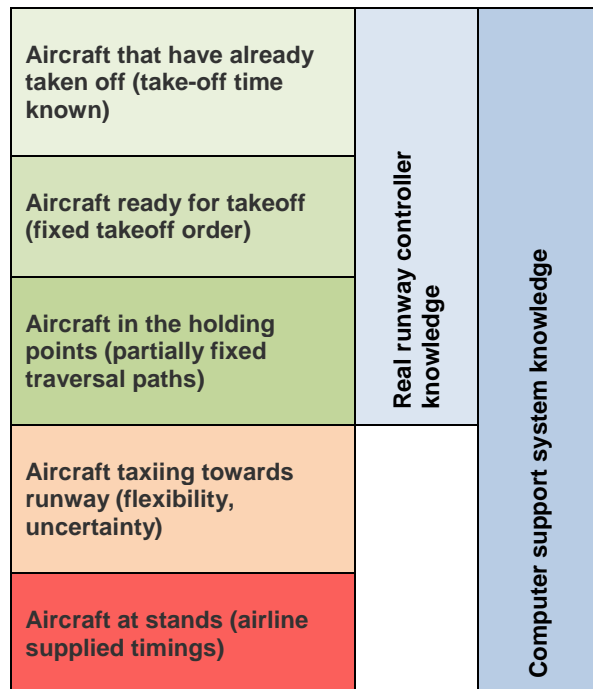 Aircraft that have already
taken off (take-off time
known)
Aircraft ready for takeoff
(fixed takeoff order)
Aircraft in the holding
points (partially fixed
traversal paths)
Aircraft taxiing towards
runway (flexibility,
uncertainty)
Aircraft at stands (airline
supplied timings)
Real runway controller
knowledge
Computer support system knowledge